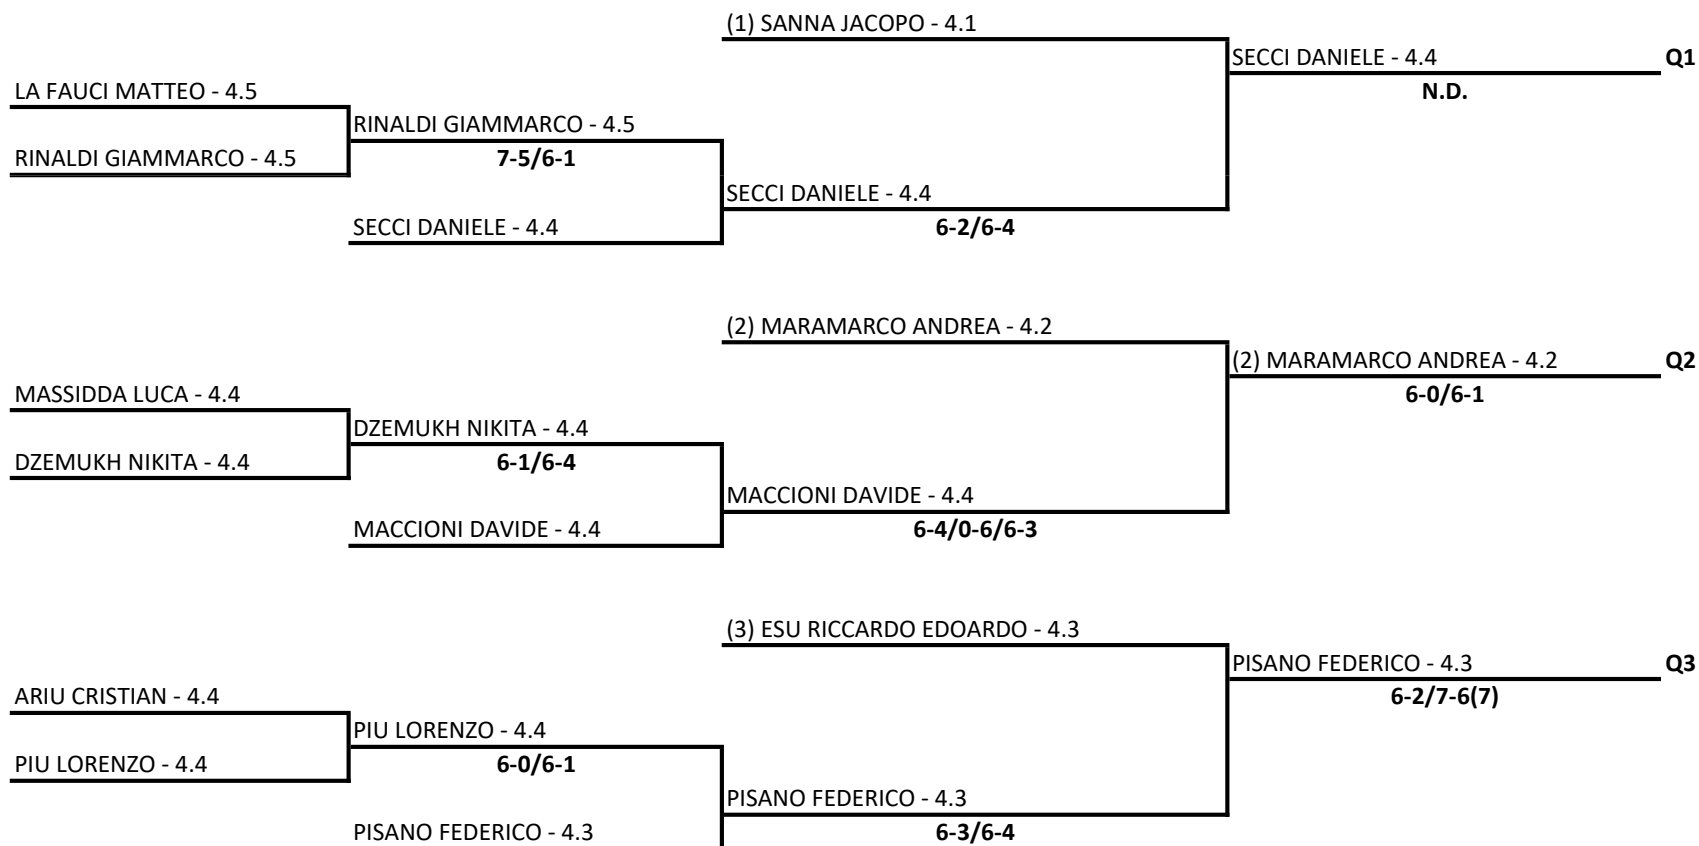 (1) SANNA JACOPO - 4.1
SECCI DANIELE - 4.4 Q1
LA FAUCI MATTEO - 4.5 N.D.
RINALDI GIAMMARCO - 4.5
RINALDI GIAMMARCO - 4.5 7-5/6-1
SECCI DANIELE - 4.4
SECCI DANIELE - 4.4 6-2/6-4
(2) MARAMARCO ANDREA - 4.2
(2) MARAMARCO ANDREA - 4.2 Q2
MASSIDDA LUCA - 4.4 6-0/6-1
DZEMUKH NIKITA - 4.4
DZEMUKH NIKITA - 4.4 6-1/6-4
MACCIONI DAVIDE - 4.4
MACCIONI DAVIDE - 4.4 6-4/0-6/6-3
(3) ESU RICCARDO EDOARDO - 4.3
PISANO FEDERICO - 4.3 Q3
ARIU CRISTIAN - 4.4 6-2/7-6(7)
PIU LORENZO - 4.4
PIU LORENZO - 4.4 6-0/6-1
PISANO FEDERICO - 4.3
PISANO FEDERICO - 4.3 6-3/6-4